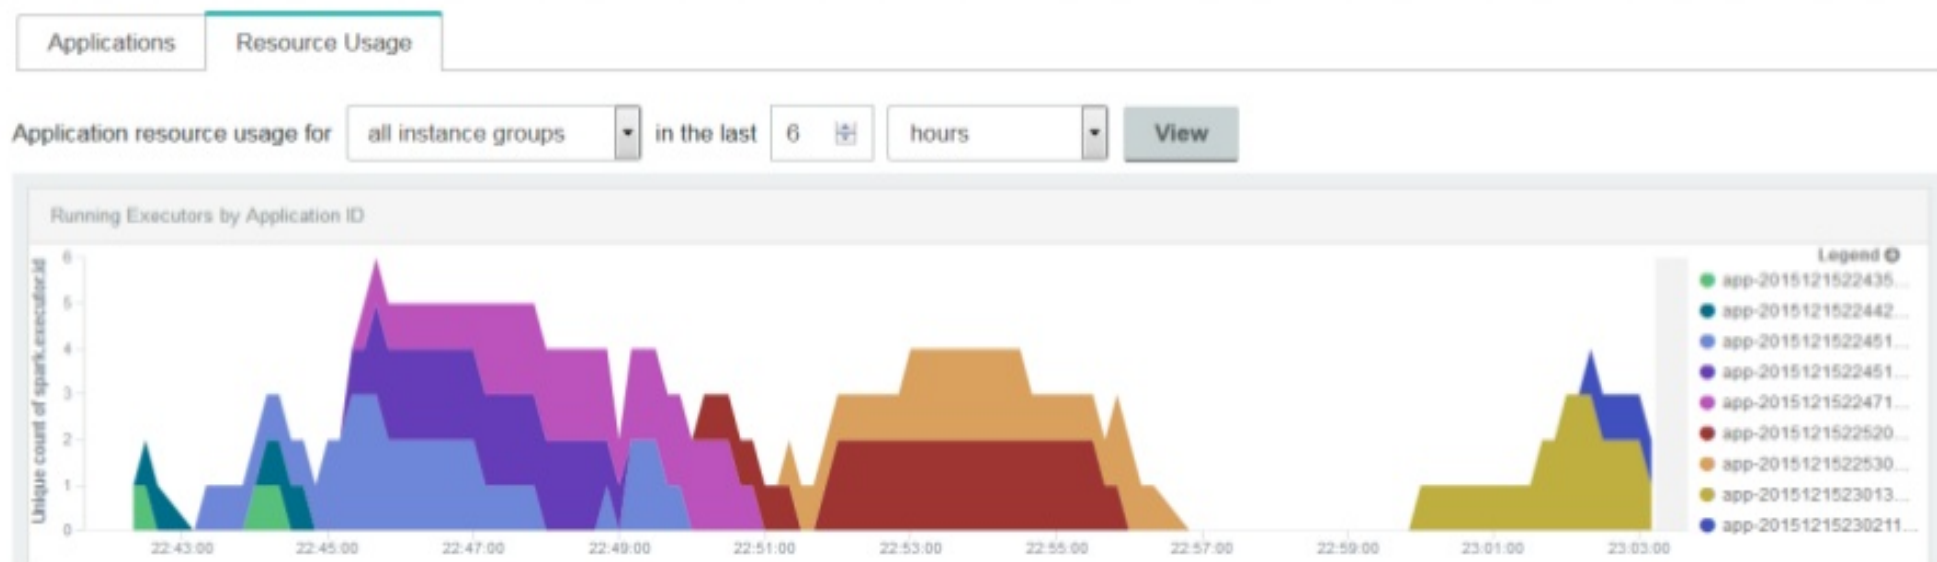 Applications Resource Usage
Application resource usage for all instance groups in the last 6 hours View
Running Executors by Application ID
Legend
Unique count of spark.executor.id
6
5
4
3
2
1
0
app-2015121522435...
app-2015121522442...
app-2015121522451...
app-2015121522451...
app-2015121522471...
app-2015121522520...
app-2015121522530...
app-2015121523013...
app-20151215230211...
22:43:00 22:45:00 22:47:00 22:49:00 22:51:00 22:53:00 22:55:00 22:57:00 22:59:00 23:01:00 23:03:00